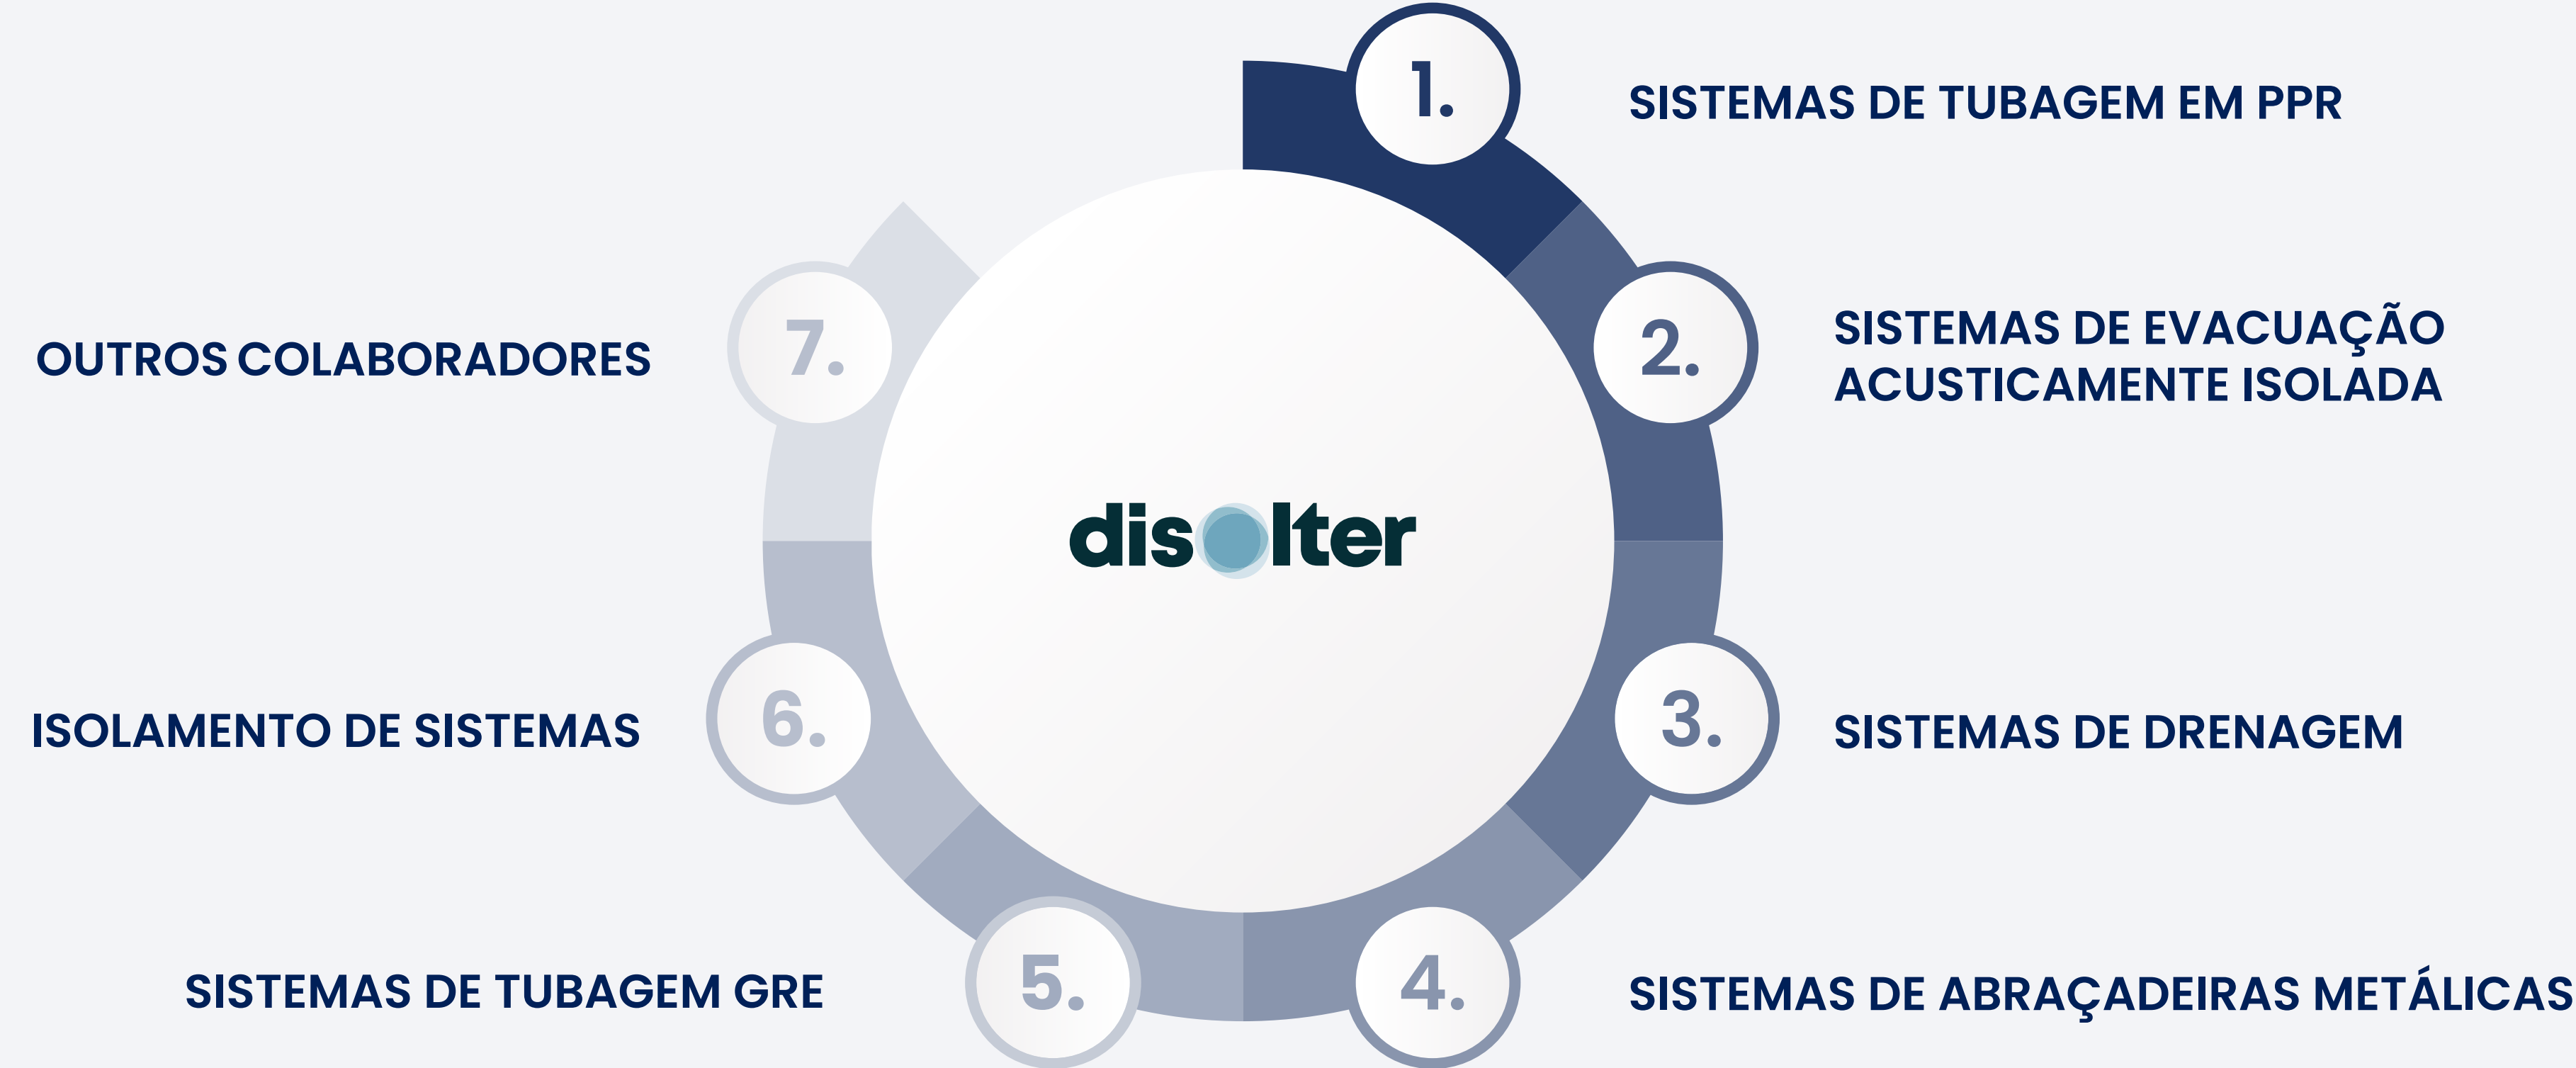 1.
SISTEMAS DE TUBAGEM EM PPR
2.
SISTEMAS DE EVACUAÇÃO
ACUSTICAMENTE ISOLADA
3.
SISTEMAS DE DRENAGEM
4.
SISTEMAS DE ABRAÇADEIRAS METÁLICAS
5.
SISTEMAS DE TUBAGEM GRE
6.
ISOLAMENTO DE SISTEMAS
7.
OUTROS COLABORADORES
disolter